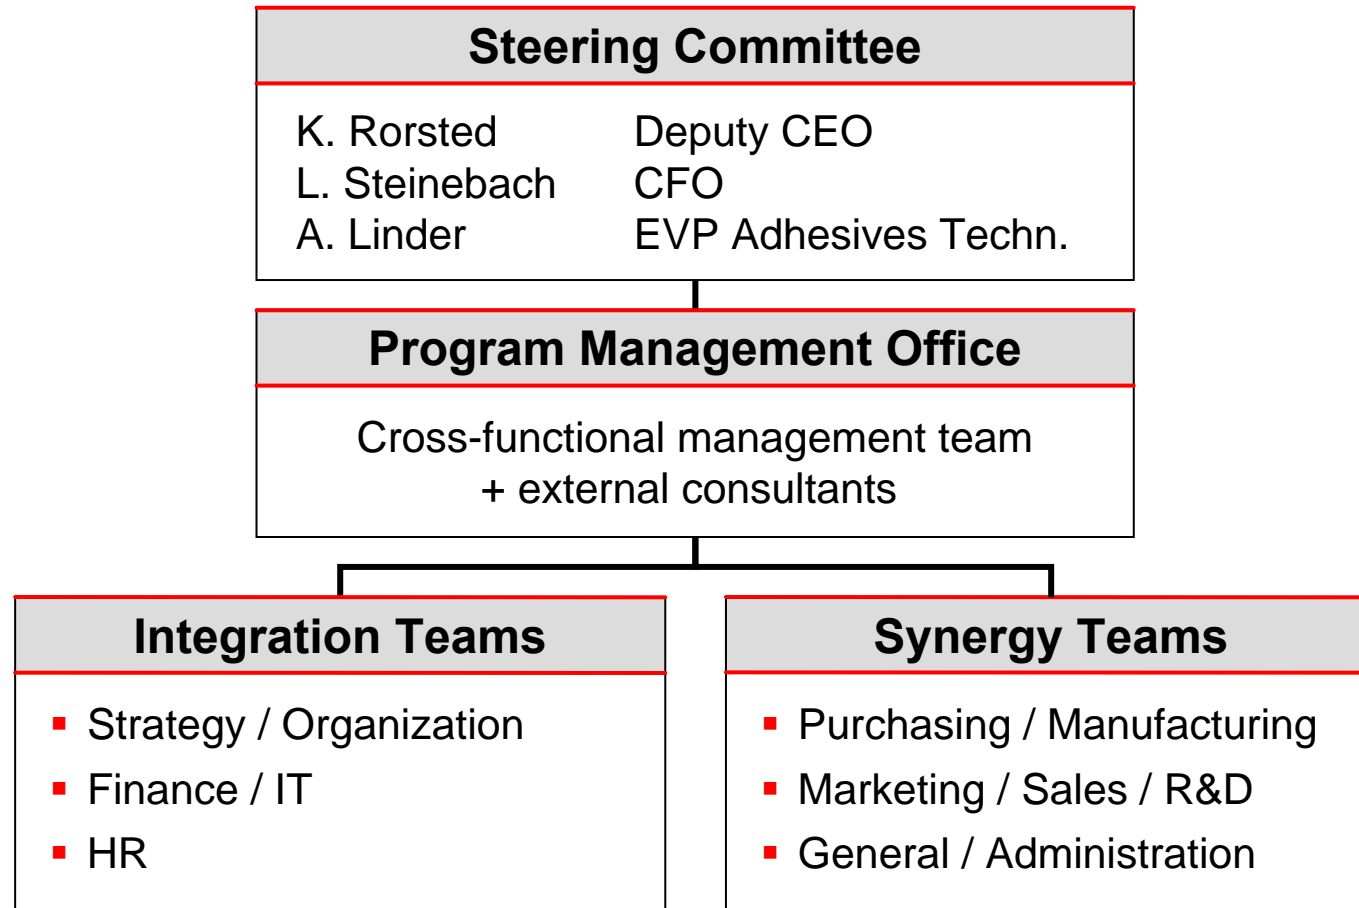 Steering Committee
K. Rorsted Deputy CEO
L. Steinebach CFO
A. Linder EVP Adhesives Techn.
Program Management Office
Cross-functional management team
+ external consultants
Integration Teams
▪ Strategy / Organization
▪ Finance / IT
▪ HR
Synergy Teams
▪ Purchasing / Manufacturing
▪ Marketing / Sales / R&D
▪ General / Administration